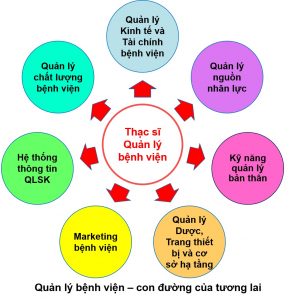 Quản lý
Kinh tế và
Tài chính
bệnh viện
Quản lý
chất lượng
bệnh viện
Quản lý
nguồn
nhân lực
Thạc sĩ
Quản lý
bệnh viện
Hệ thống
thông tin
QLSK
Kỹ năng
quản lý
bản thân
Marketing
bệnh viện
Quản lý
Dược,
Trang thiết
bị và cơ
sở hạ tầng
Quản lý bệnh viện – con đường của tương lai